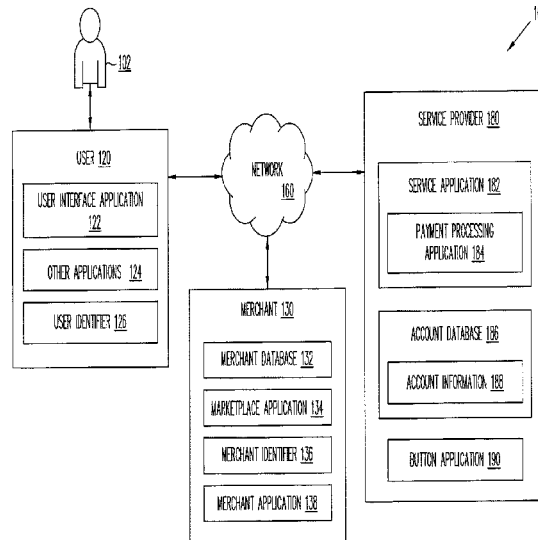 102
USER 120
USER INTERFACE APPLICATION
122
OTHER APPLICATIONS 124
USER IDENTIFIER 126
NETWORK
160
MERCHANT 130
MERCHANT DATABASE 132
MARKETPLACE APPLICATION 134
MERCHANT IDENTIFIER 136
MERCHANT APPLICATION 138
SERVICE PROVIDER 180
SERVICE APPLICATION 182
PAYMENT PROCESSING
APPLICATION 184
ACCOUNT DATABASE 186
ACCOUNT INFORMATION 188
BUTTON APPLICATION 190